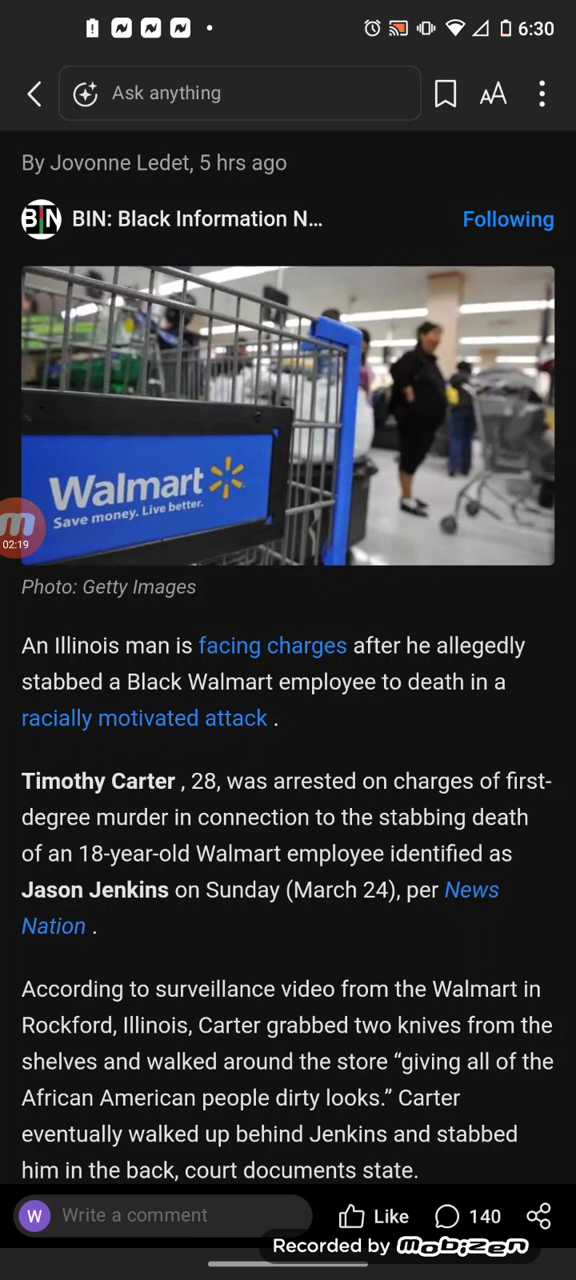 6:30
Ask anything
AA
By Jovonne Ledet, 5 hrs ago
BIN
BIN: Black Information N...
Following
Walmart
Save money. Live better.
02:19
Photo: Getty Images
An Illinois man is facing charges after he allegedly
stabbed a Black Walmart employee to death in a
racially motivated attack .
Timothy Carter , 28, was arrested on charges of first-
degree murder in connection to the stabbing death
of an 18-year-old Walmart employee identified as
Jason Jenkins on Sunday (March 24), per News
Nation .
According to surveillance video from the Walmart in
Rockford, Illinois, Carter grabbed two knives from the
shelves and walked around the store “giving all of the
African American people dirty looks.” Carter
eventually walked up behind Jenkins and stabbed
him in the back, court documents state.
W
Write a comment
Like
140
Recorded by mobizen